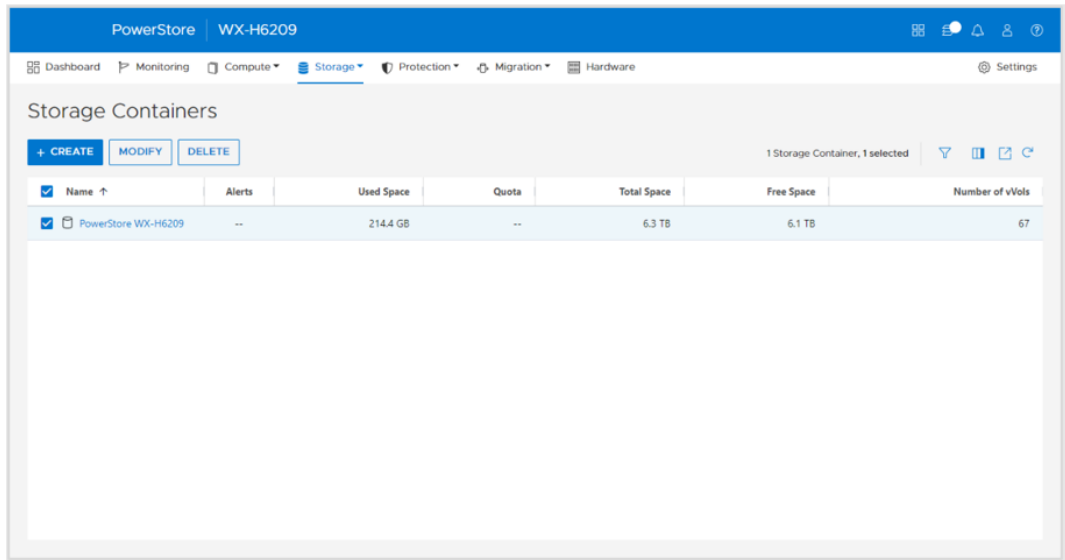 PowerStore WX-H6209
Dashboard Monitoring Compute Storage Protection Migration Hardware Settings
Storage Containers
+ CREATE MODIFY DELETE 1 Storage Container, 1 selected
Name ↑ Alerts Used Space Quota Total Space Free Space Number of vVols
PowerStore WX-H6209 -- 214.4 GB -- 6.3 TB 6.1 TB 67